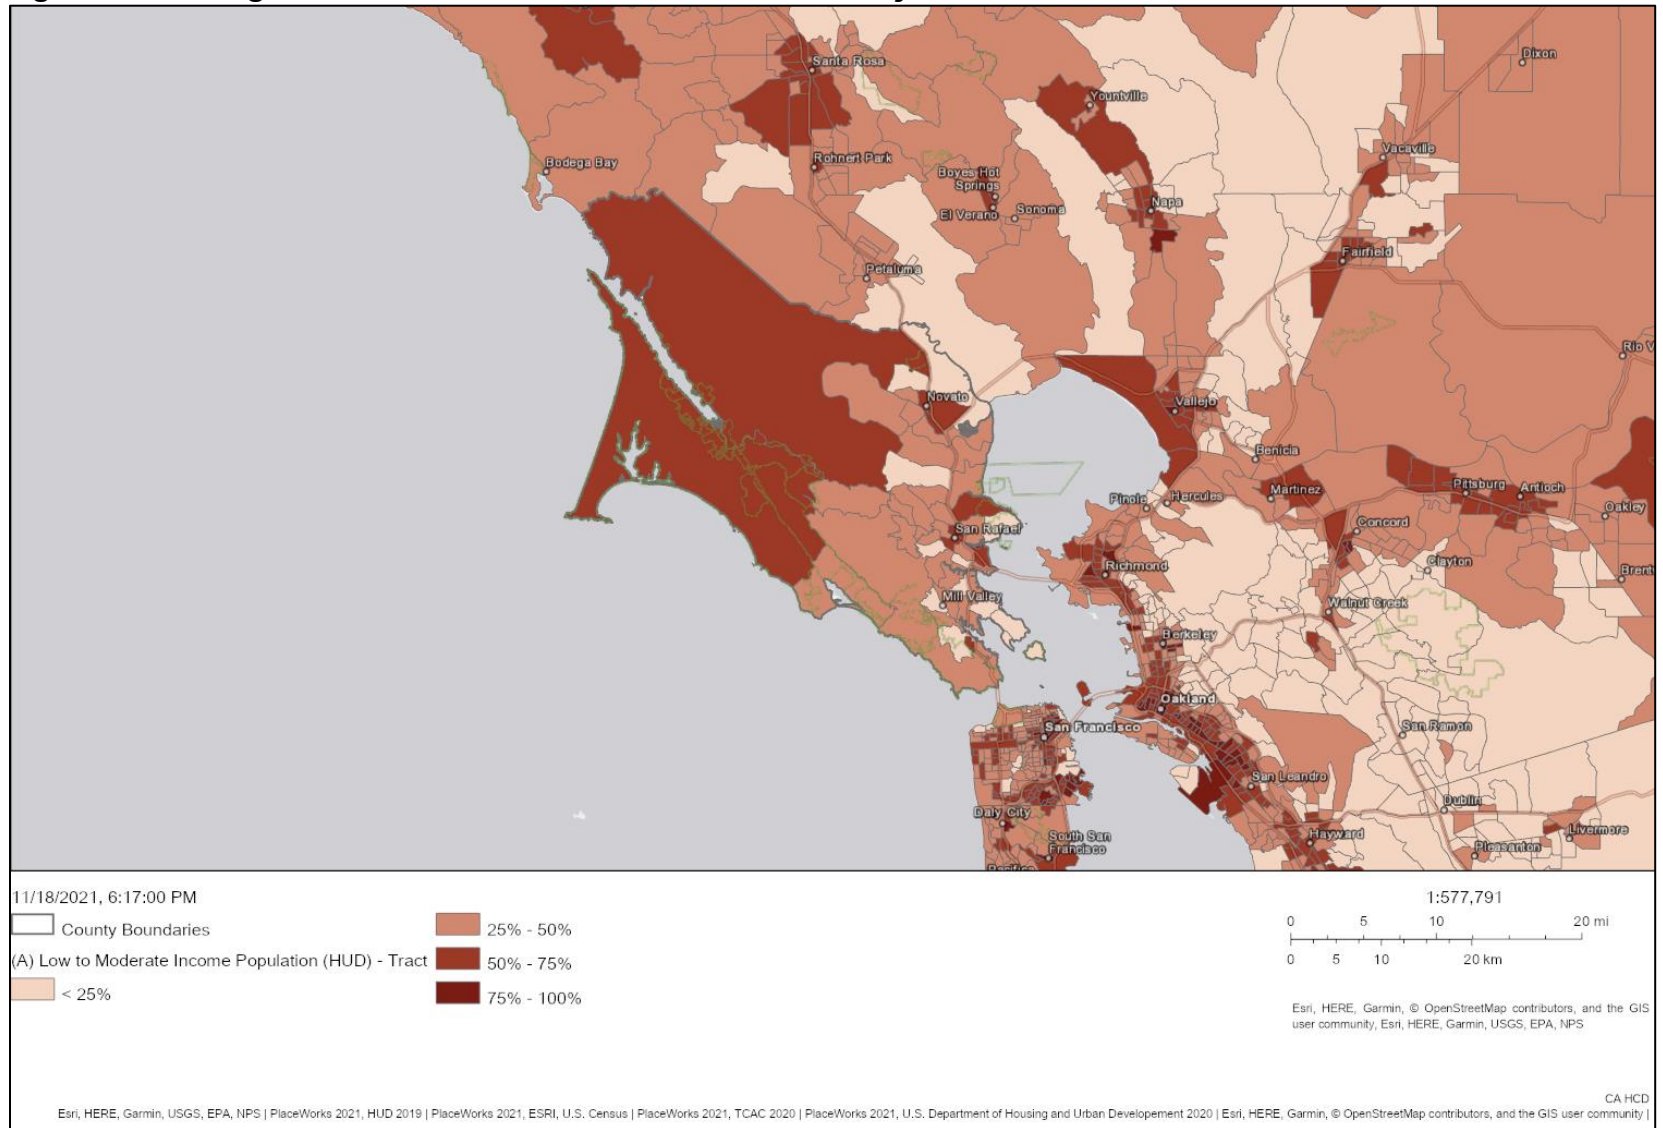 Santa Rosa
Dixon
Yountville
Vacaville
Bodega Bay
Rohnert Park
Boyes Hot
Springs
El Verano
Sonoma
Napa
Fairfield
Petaluma
Rio V
Novato
Vallejo
Benicia
Martinez
Pittsburg
Antioch
Pinole
Hercules
Oakley
San Rafael
Concord
Richmond
Clayton
Brent
Mill Valley
Walnut Creek
Berkeley
Oakland
San Francisco
San Ramon
San Leandro
Daly City
Dublin
South San
Francisco
Hayward
Livermore
Pleasanton
Pacifica
11/18/2021, 6:17:00 PM
County Boundaries
(A) Low to Moderate Income Population (HUD) - Tract
< 25%
25% - 50%
50% - 75%
75% - 100%
1:577,791
0 5 10 20 mi
0 5 10 20 km
Esri, HERE, Garmin, © OpenStreetMap contributors, and the GIS
user community, Esri, HERE, Garmin, USGS, EPA, NPS
CA HCD
Esri, HERE, Garmin, USGS, EPA, NPS | PlaceWorks 2021, HUD 2019 | PlaceWorks 2021, ESRI, U.S. Census | PlaceWorks 2021, TCAC 2020 | PlaceWorks 2021, U.S. Department of Housing and Urban Developement 2020 | Esri, HERE, Garmin, © OpenStreetMap contributors, and the GIS user community |